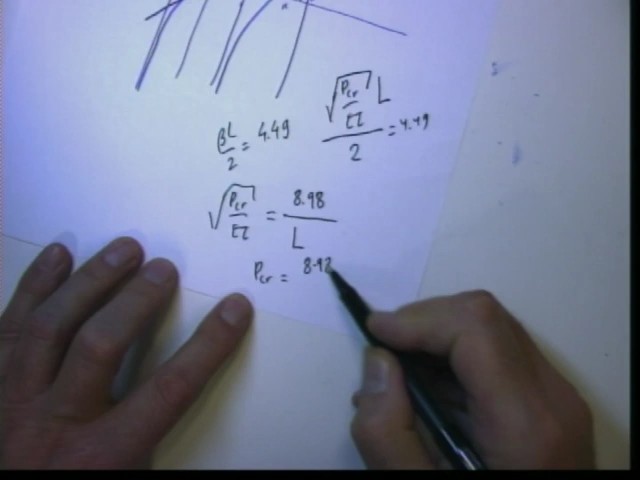 βL/2 = 4.49 √(Pcr/EI) L/2 = 4.49
√(Pcr/EI) = 8.98/L
Pcr = 8.98